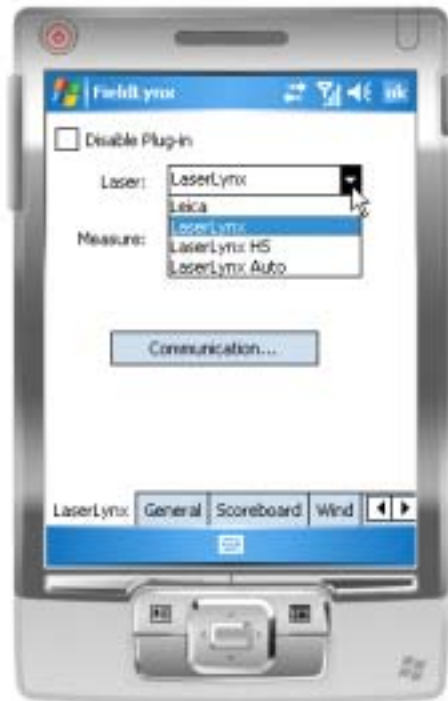 FieldLynx
ok
Disable Plug-in
Laser: LaserLynx
Leica
LaserLynx
Measure:
LaserLynx HS
LaserLynx Auto
Communication...
LaserLynx General Scoreboard Wind